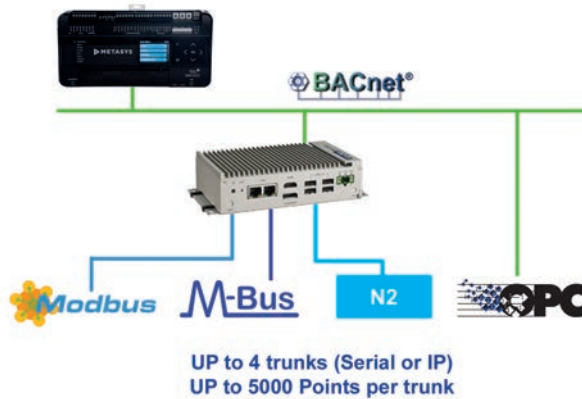 METASYS
BACnet®
Modbus
M-Bus
N2
OPC
UP to 4 trunks (Serial or IP)
UP to 5000 Points per trunk